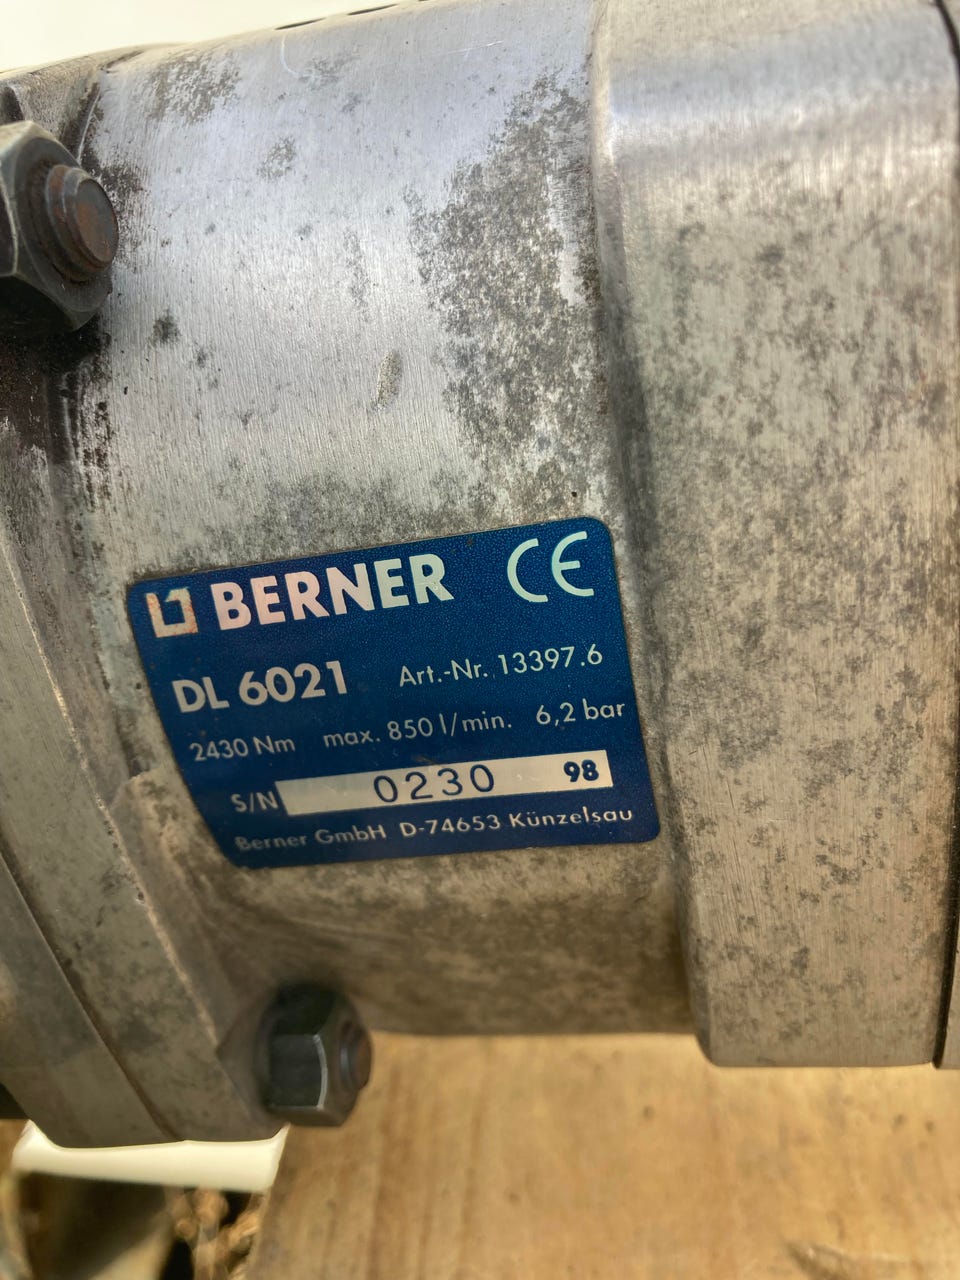 BERNER CE
DL 6021 Art.-Nr. 13397.6
2430 Nm max. 850 l/min. 6,2 bar
S/N 0230 98
Berner GmbH D-74653 Künzelsau